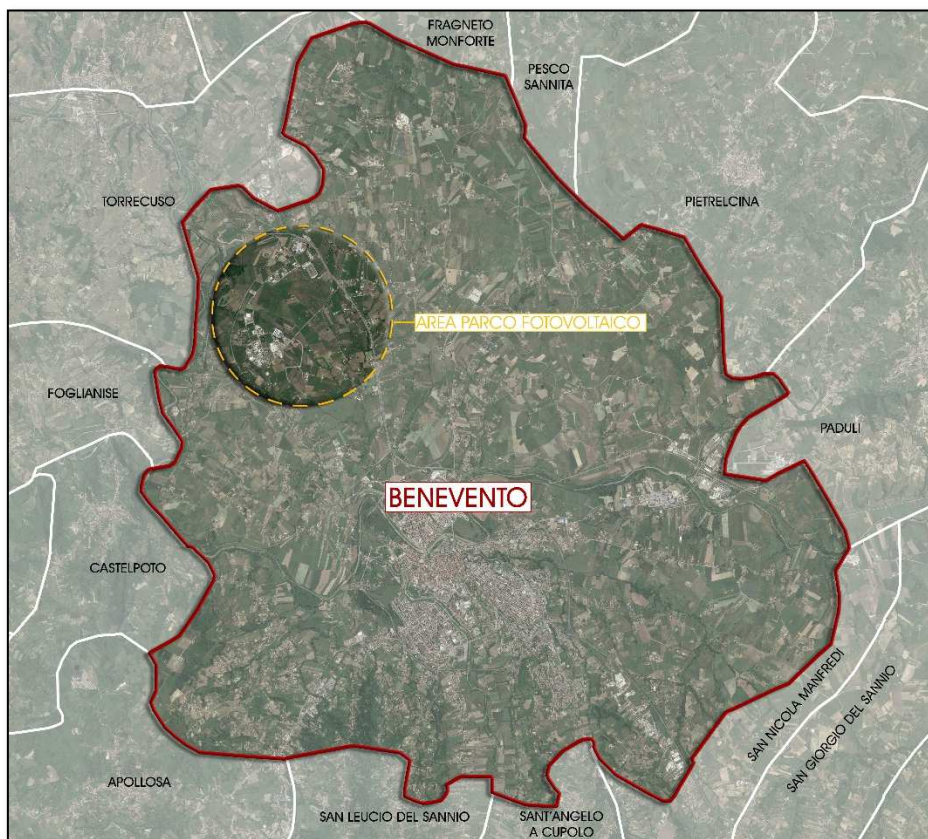 FRAGNETO
MONFORTE
PESCO
SANNITA
TORRECUSO
PIETRELCINA
AREA PARCO FOTOVOLTAICO
FOGLIANISE
PADULI
BENEVENTO
CASTELPOTO
SAN NICOLA MANFREDI
SAN GIORGIO DEL SANNIO
APOLLOSA
SAN LEUCIO DEL SANNIO
SANT'ANGELO
A CUPOLO